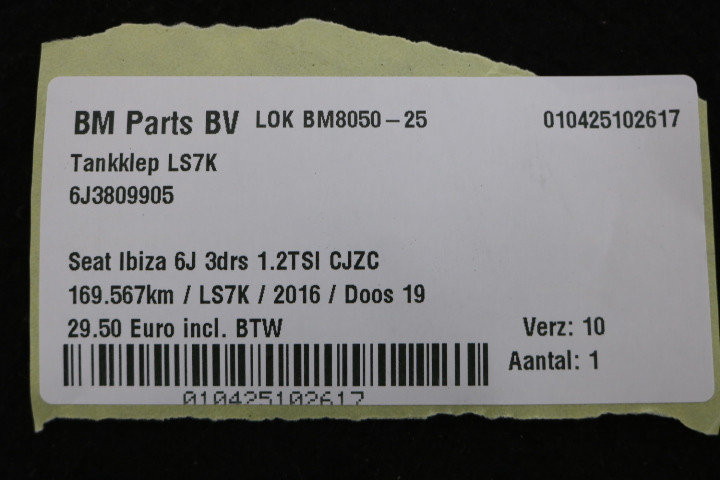 BM Parts BV LOK BM8050-25 010425102617
Tankklep LS7K
6J3809905
Seat Ibiza 6J 3drs 1.2TSI CJZC
169.567km / LS7K / 2016 / Doos 19
29.50 Euro incl. BTW Verz: 10
Aantal: 1
010425102617